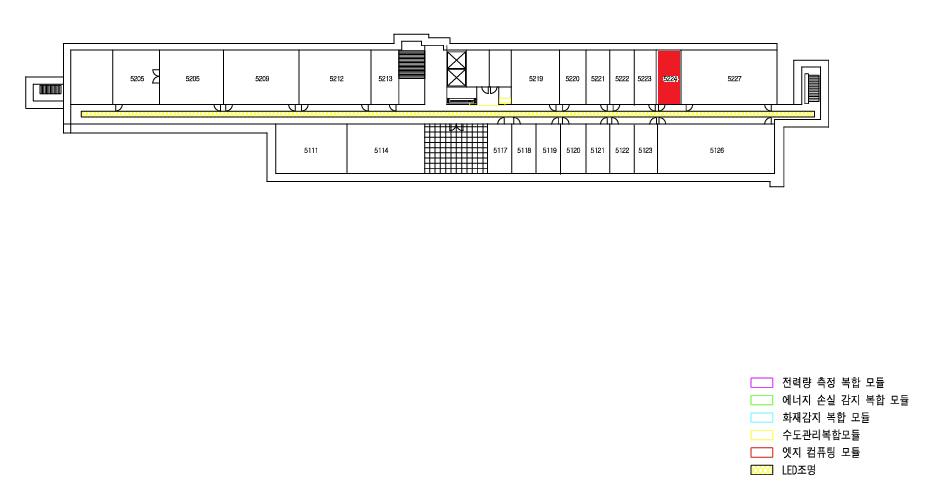 5205 5205 5209 5212 5213 5219 5220 5221 5222 5223 5224 5227
5111 5114 5117 5118 5119 5120 5121 5122 5123 5126
전력량 측정 복합 모듈
에너지 손실 감지 복합 모듈
화재감지 복합 모듈
수도관리복합모듈
엣지 컴퓨팅 모듈
LED조명